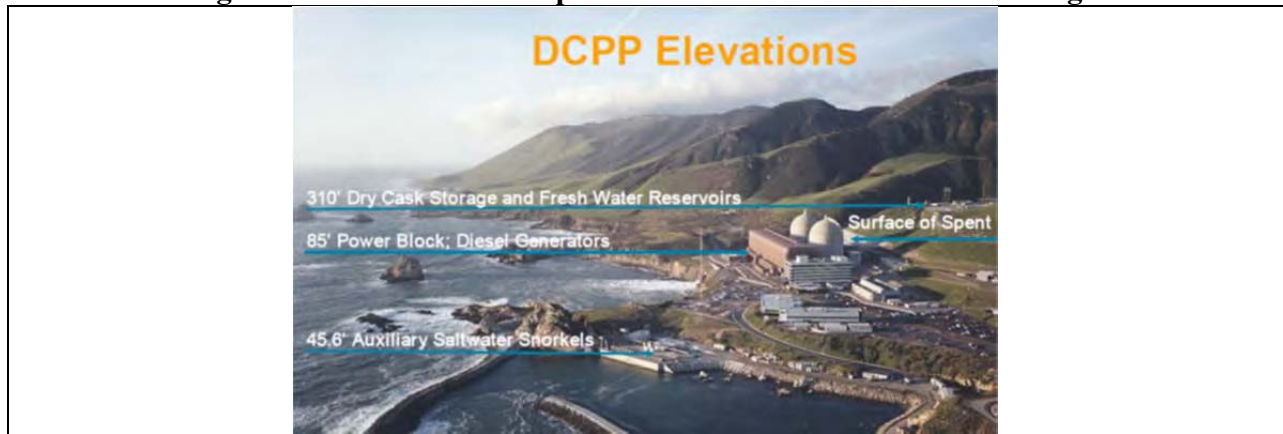 DCPP Elevations
310' Dry Cask Storage and Fresh Water Reservoirs
Surface of Spent
85' Power Block; Diesel Generators
45.6' Auxiliary Saltwater Snorkels